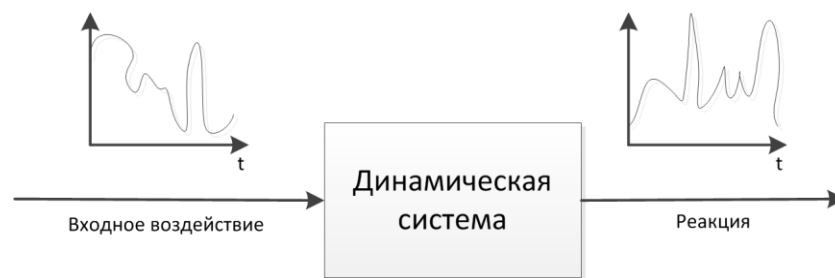 t
t
Динамическая
система
Входное воздействие
Реакция